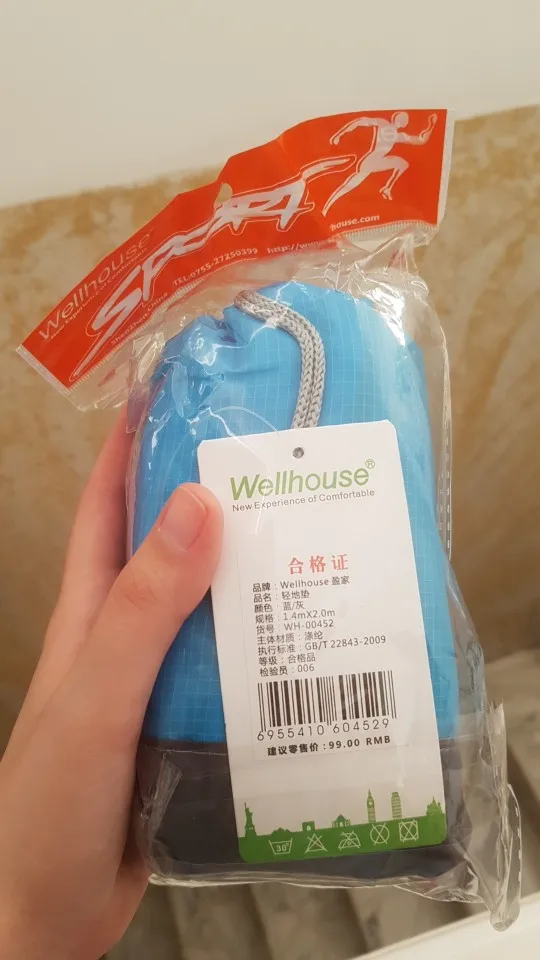 Wellhouse®
SPORT
TEL:0755-27250399 http://
house.com
Shenzhen China
Wellhouse®
New Experience of Comfortable
合格证
品牌：Wellhouse 盈家
品名：轻地垫
颜色：蓝/灰
规格：1.4mX2.0m
货号：WH-00452
主体材质：涤纶
执行标准：GB/T 22843-2009
等级：合格品
检验员：006
6955410 604529
建议零售价：99.00 RMB
30°